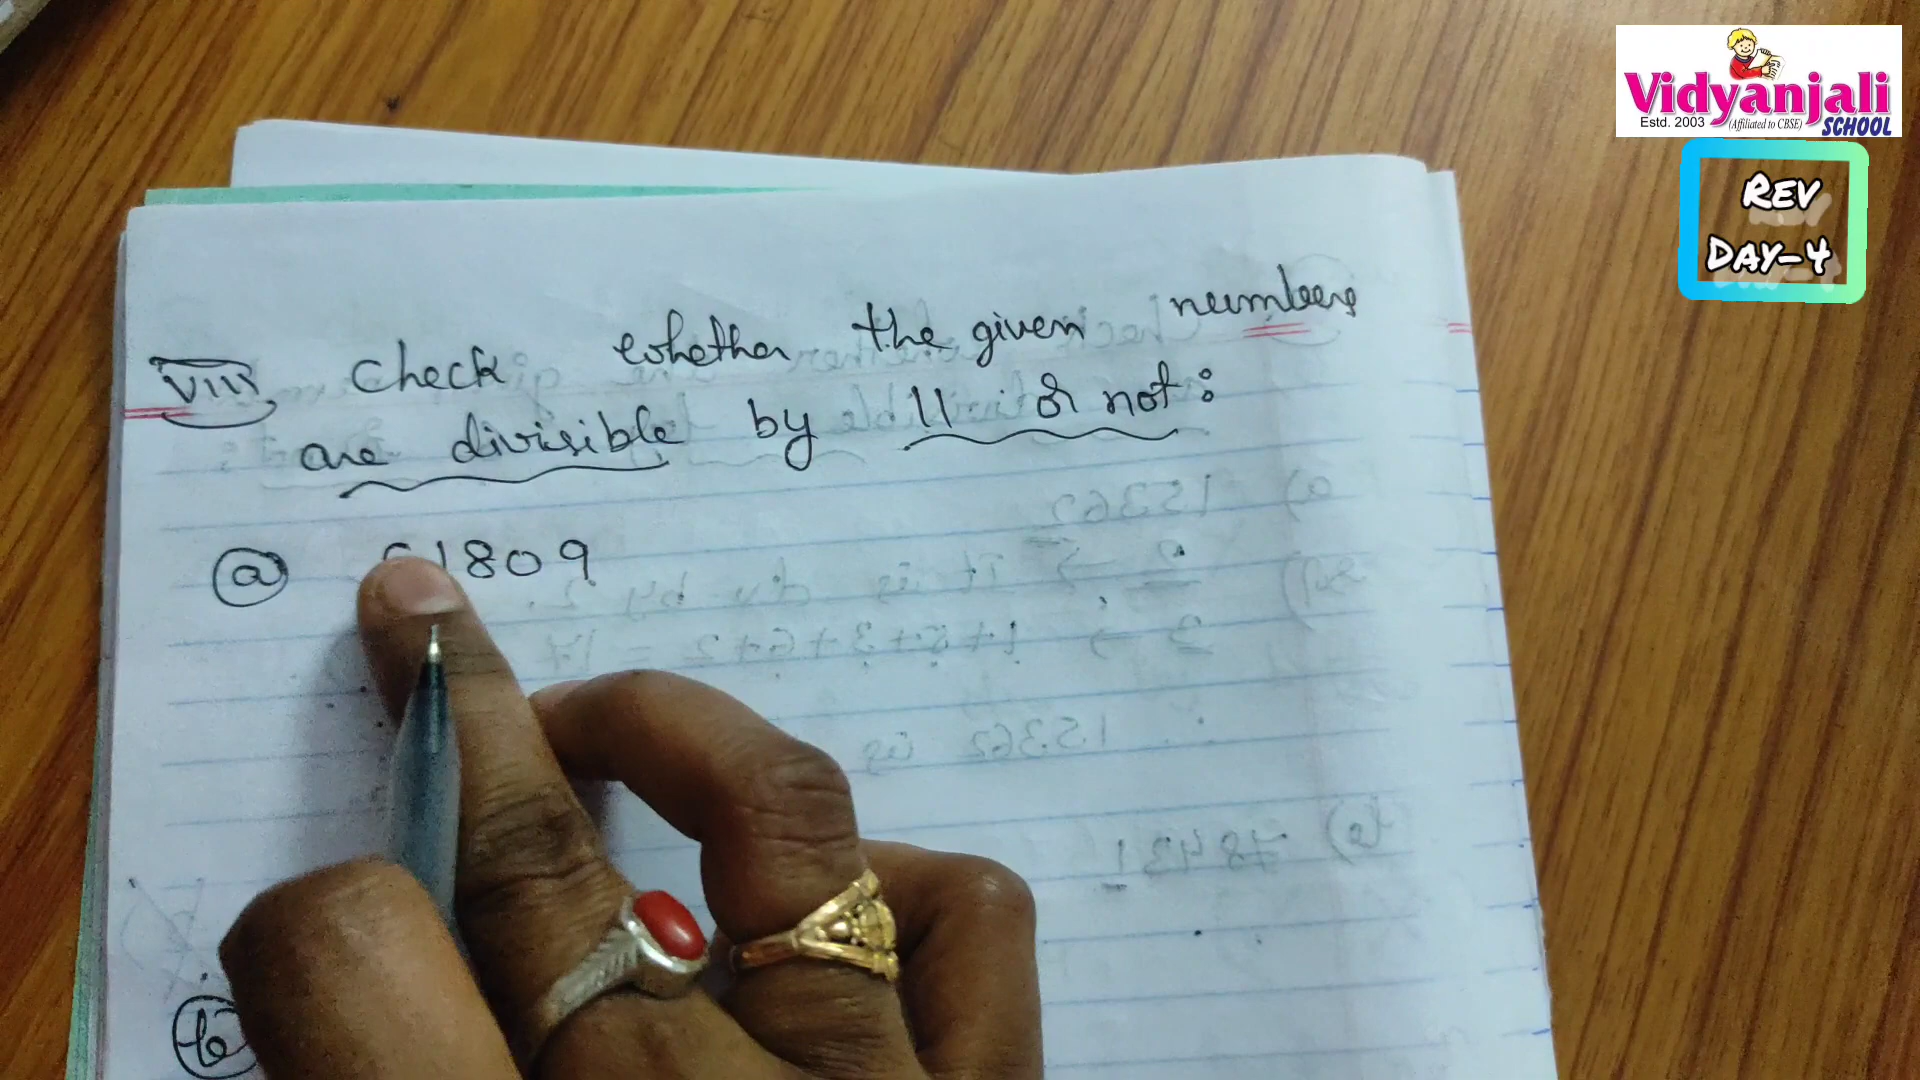 Vidyanjali
Estd. 2003 (Affiliated to CBSE) SCHOOL
REV
DAY-4
VIII Check whether the given numbers
are divisible by 11 or not:
(a) 1809
(b)